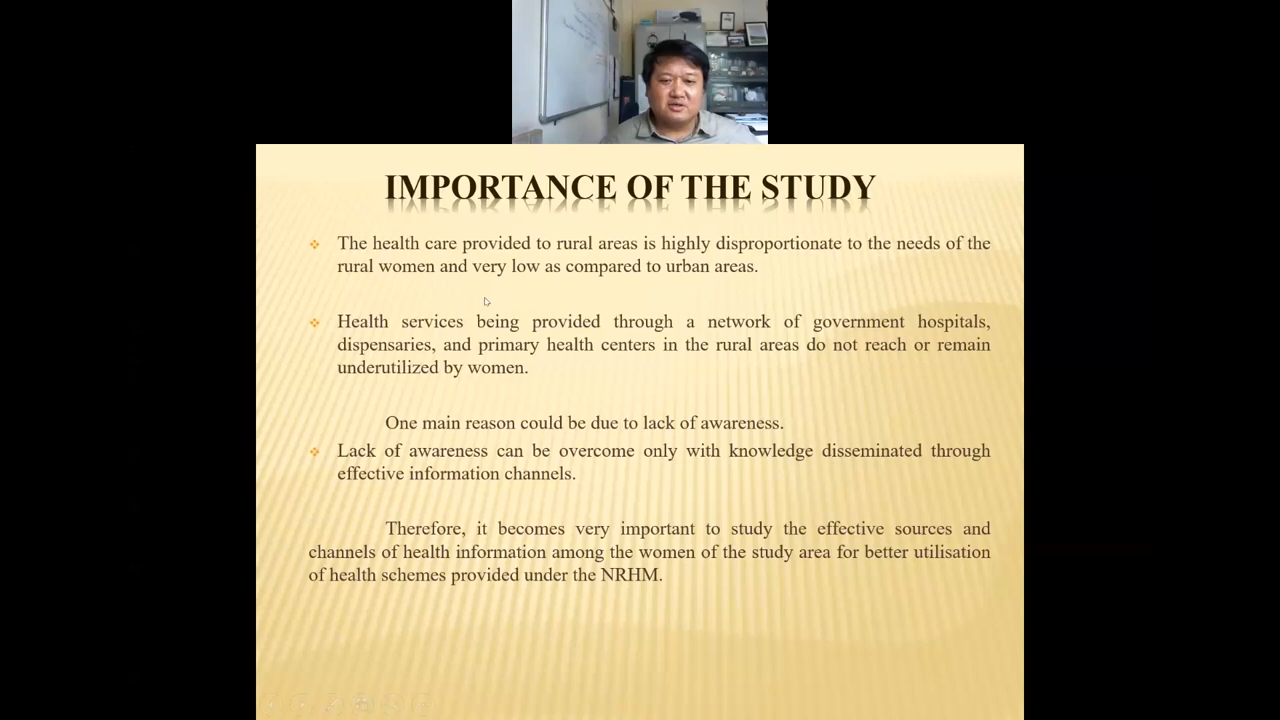 IMPORTANCE OF THE STUDY
The health care provided to rural areas is highly disproportionate to the needs of the
rural women and very low as compared to urban areas.
Health services being provided through a network of government hospitals,
dispensaries, and primary health centers in the rural areas do not reach or remain
underutilized by women.
One main reason could be due to lack of awareness.
Lack of awareness can be overcome only with knowledge disseminated through
effective information channels.
Therefore, it becomes very important to study the effective sources and
channels of health information among the women of the study area for better utilisation
of health schemes provided under the NRHM.